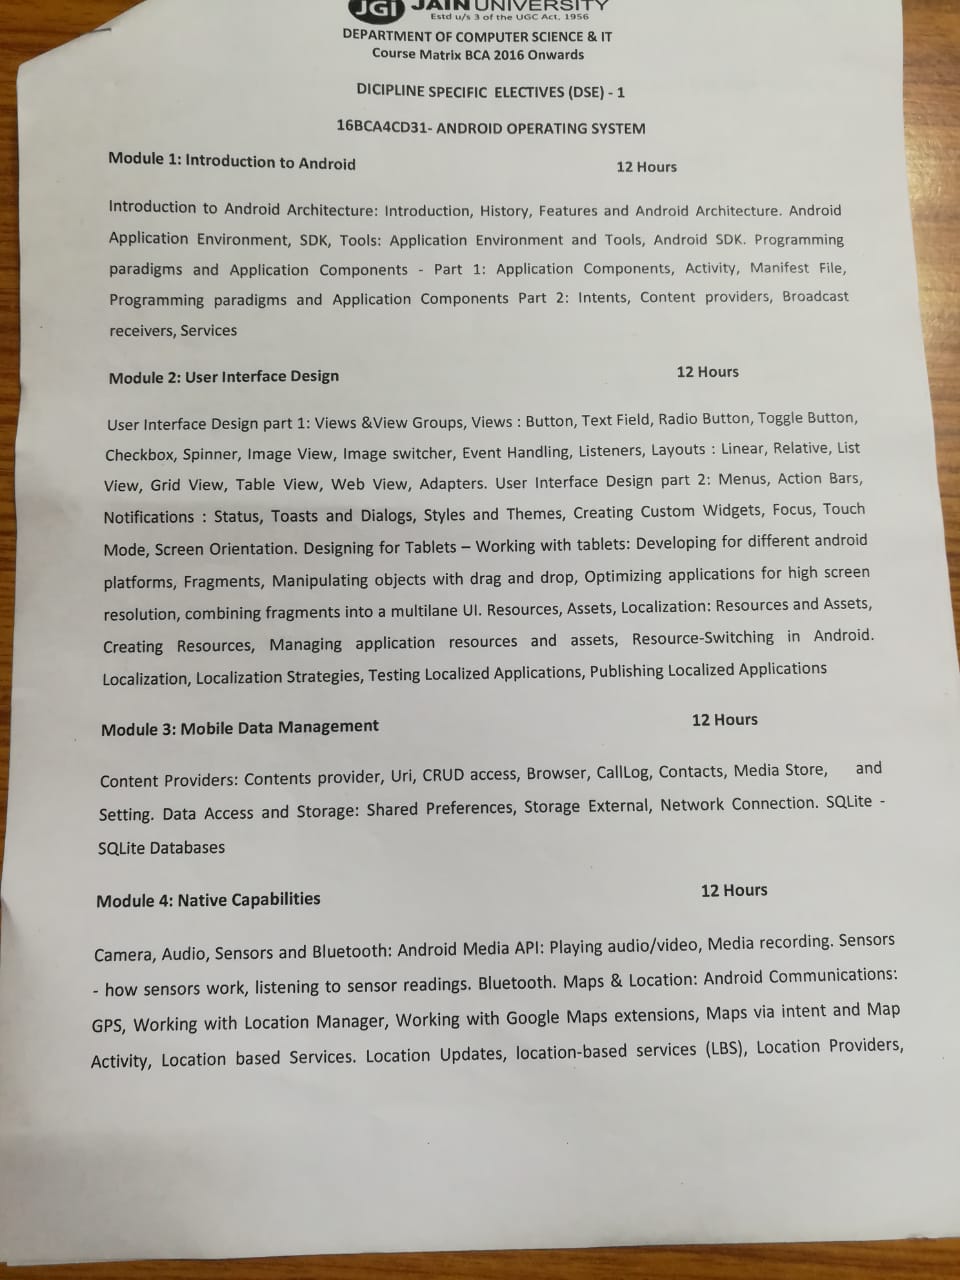 JGI JAIN UNIVERSITY
Estd u/s 3 of the UGC Act, 1956
DEPARTMENT OF COMPUTER SCIENCE & IT
Course Matrix BCA 2016 Onwards
DICIPLINE SPECIFIC ELECTIVES (DSE) - 1
16BCA4CD31- ANDROID OPERATING SYSTEM
Module 1: Introduction to Android 12 Hours
Introduction to Android Architecture: Introduction, History, Features and Android Architecture. Android
Application Environment, SDK, Tools: Application Environment and Tools, Android SDK. Programming
paradigms and Application Components - Part 1: Application Components, Activity, Manifest File,
Programming paradigms and Application Components Part 2: Intents, Content providers, Broadcast
receivers, Services
Module 2: User Interface Design 12 Hours
User Interface Design part 1: Views &View Groups, Views : Button, Text Field, Radio Button, Toggle Button,
Checkbox, Spinner, Image View, Image switcher, Event Handling, Listeners, Layouts : Linear, Relative, List
View, Grid View, Table View, Web View, Adapters. User Interface Design part 2: Menus, Action Bars,
Notifications : Status, Toasts and Dialogs, Styles and Themes, Creating Custom Widgets, Focus, Touch
Mode, Screen Orientation. Designing for Tablets – Working with tablets: Developing for different android
platforms, Fragments, Manipulating objects with drag and drop, Optimizing applications for high screen
resolution, combining fragments into a multilane UI. Resources, Assets, Localization: Resources and Assets,
Creating Resources, Managing application resources and assets, Resource-Switching in Android.
Localization, Localization Strategies, Testing Localized Applications, Publishing Localized Applications
Module 3: Mobile Data Management 12 Hours
Content Providers: Contents provider, Uri, CRUD access, Browser, CallLog, Contacts, Media Store, and
Setting. Data Access and Storage: Shared Preferences, Storage External, Network Connection. SQLite -
SQLite Databases
Module 4: Native Capabilities 12 Hours
Camera, Audio, Sensors and Bluetooth: Android Media API: Playing audio/video, Media recording. Sensors
- how sensors work, listening to sensor readings. Bluetooth. Maps & Location: Android Communications:
GPS, Working with Location Manager, Working with Google Maps extensions, Maps via intent and Map
Activity, Location based Services. Location Updates, location-based services (LBS), Location Providers,